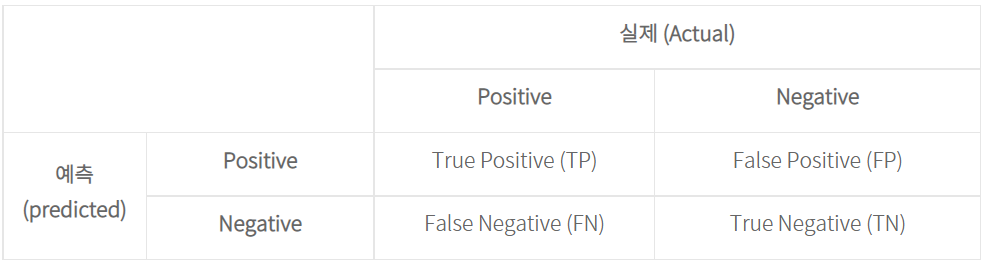 실제 (Actual)
Positive Negative
예측
(predicted)
Positive True Positive (TP) False Positive (FP)
Negative False Negative (FN) True Negative (TN)